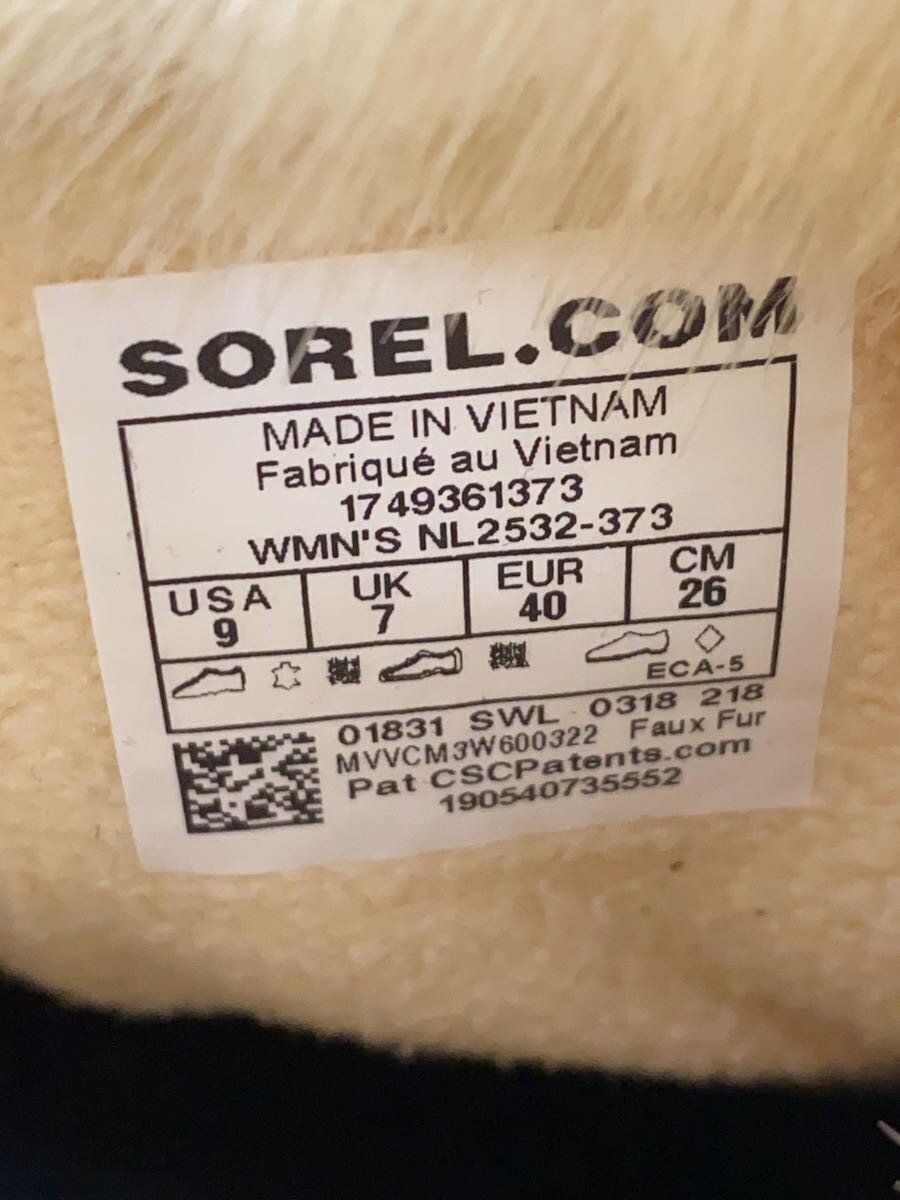 SOREL.COM
MADE IN VIETNAM
Fabriqué au Vietnam
1749361373
WMN'S NL2532-373
USA UK EUR CM
9 7 40 26
ECA-5
01831 SWL 0318 218
MVVCM3W600322 Faux Fur
Pat CSCPatents.com
190540735552